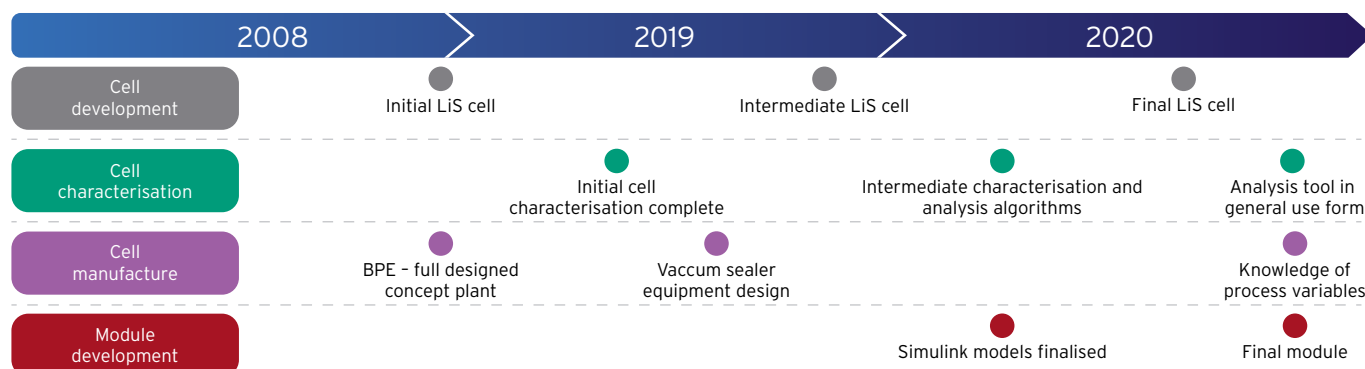 2008
2019
2020
Cell
development
Initial LiS cell
Intermediate LiS cell
Final LiS cell
Cell
characterisation
Initial cell
characterisation complete
Intermediate characterisation and
analysis algorithms
Analysis tool in
general use form
Cell
manufacture
BPE – full designed
concept plant
Vaccum sealer
equipment design
Knowledge of
process variables
Module
development
Simulink models finalised
Final module